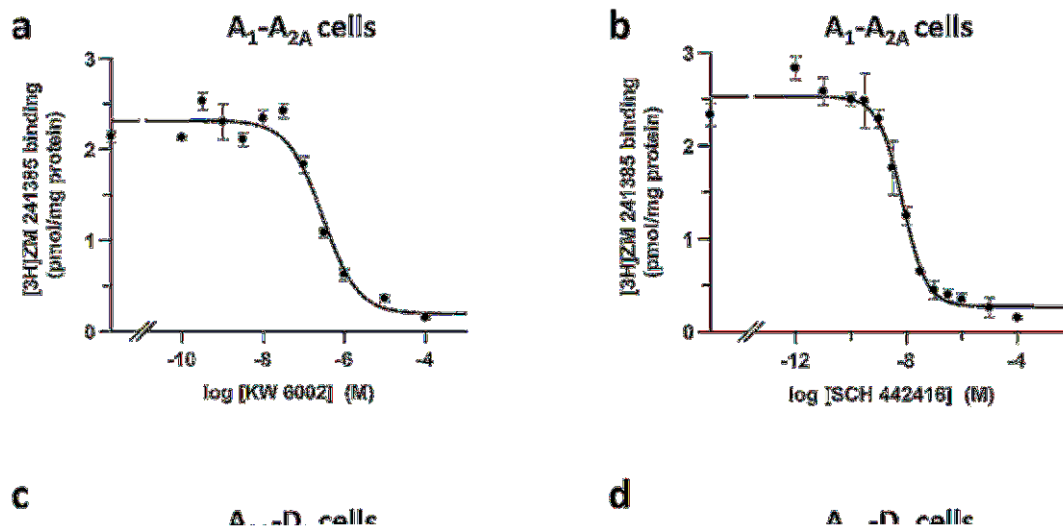 a
A1-A2A cells
[3H]ZM 241385 binding
(pmol/mg protein)
3
2
1
0
-10
-8
-6
-4
log [KW 6002] (M)
b
A1-A2A cells
[3H]ZM 241385 binding
(pmol/mg protein)
3
2
1
0
-12
-8
-4
log [SCH 442416] (M)
c
cells
d
cells